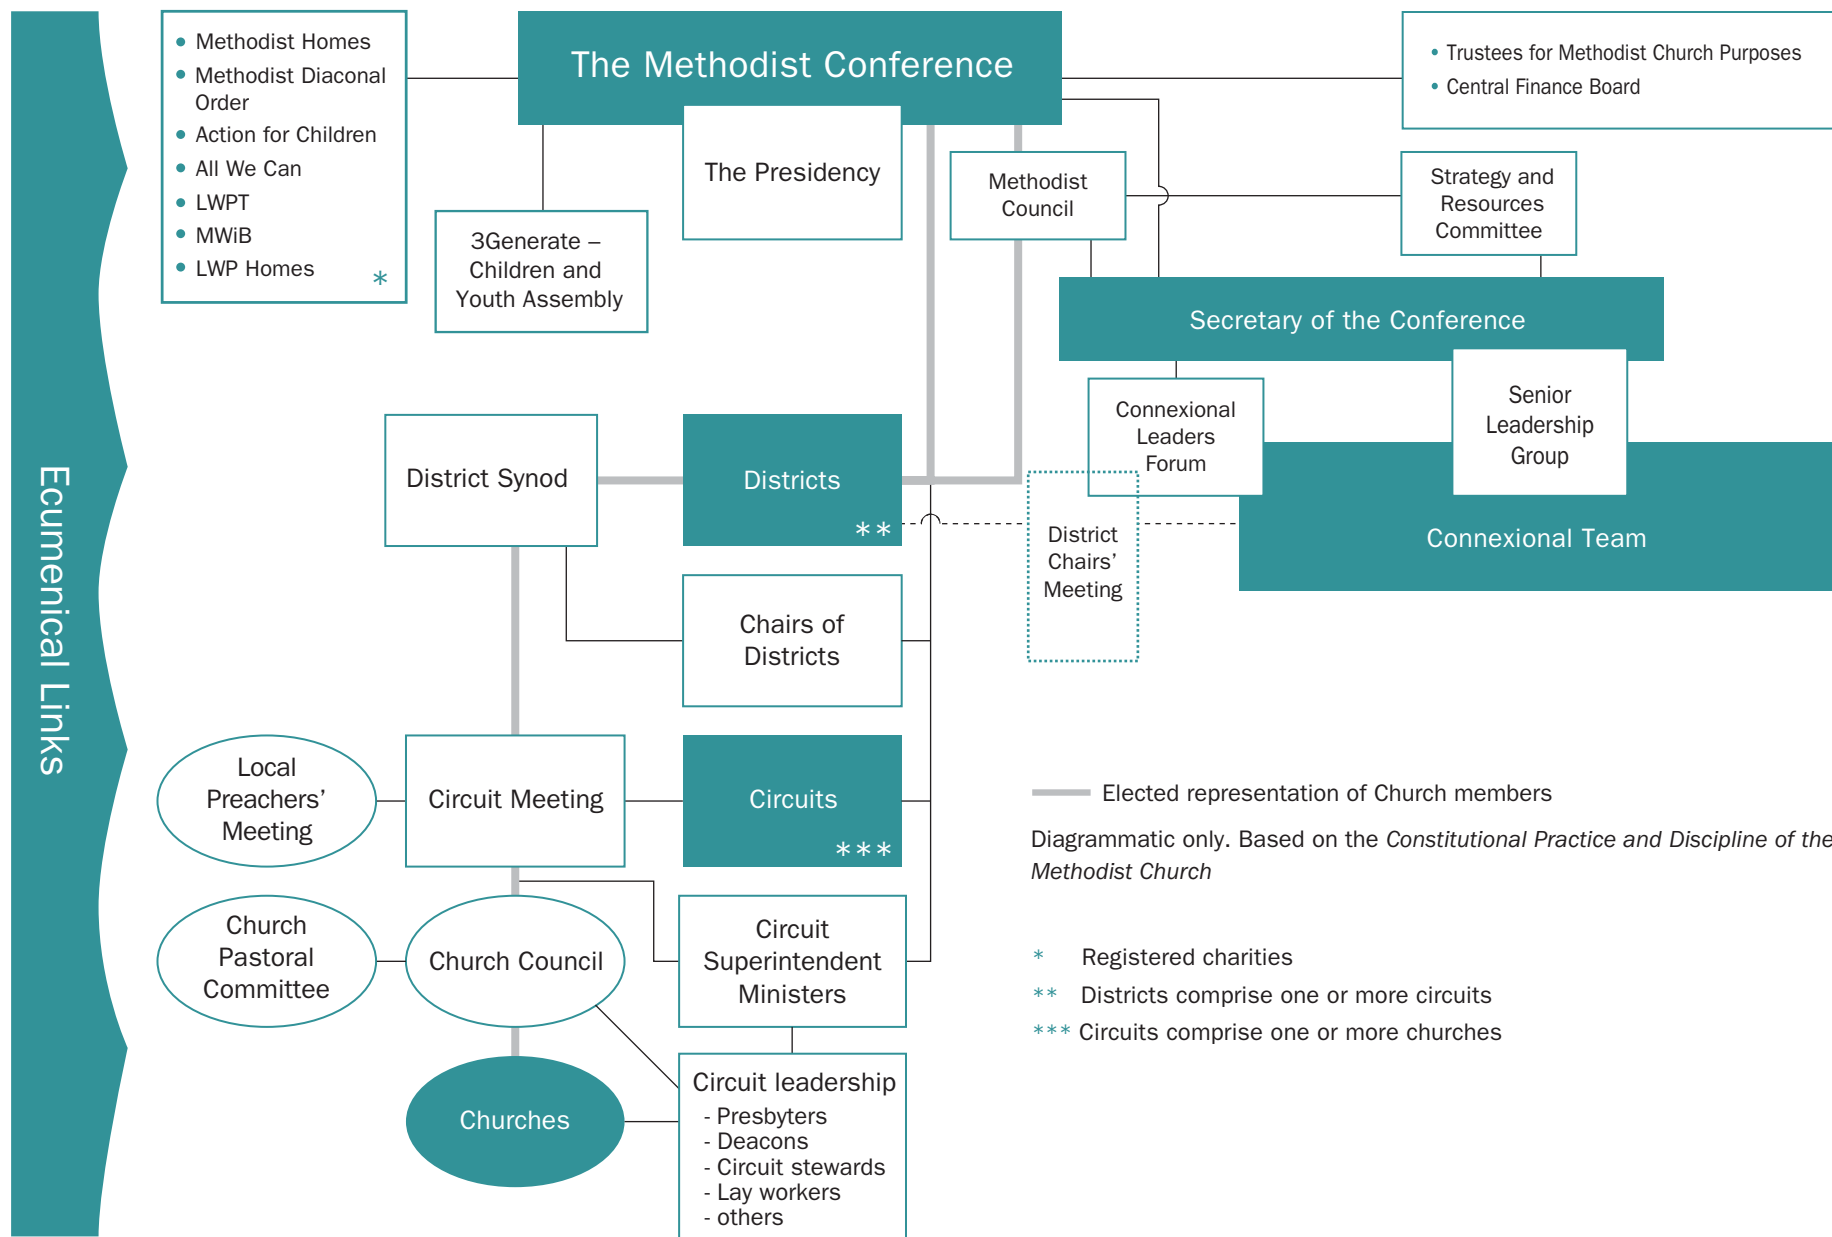 Ecumenical Links
• Methodist Homes
• Methodist Diaconal
Order
• Action for Children
• All We Can
• LWPT
• MWiB
• LWP Homes
*
The Methodist Conference
The Presidency
3Generate –
Children and
Youth Assembly
• Trustees for Methodist Church Purposes
• Central Finance Board
Methodist
Council
Strategy and
Resources
Committee
Secretary of the Conference
Connexional
Leaders
Forum
Senior
Leadership
Group
Connexional Team
District
Chairs’
Meeting
District Synod
Districts
**
Chairs of
Districts
Local
Preachers’
Meeting
Circuit Meeting
Circuits
***
Church
Pastoral
Committee
Church Council
Circuit
Superintendent
Ministers
Churches
Circuit leadership
- Presbyters
- Deacons
- Circuit stewards
- Lay workers
- others
Elected representation of Church members
Diagrammatic only. Based on the Constitutional Practice and Discipline of the
Methodist Church
* Registered charities
** Districts comprise one or more circuits
*** Circuits comprise one or more churches